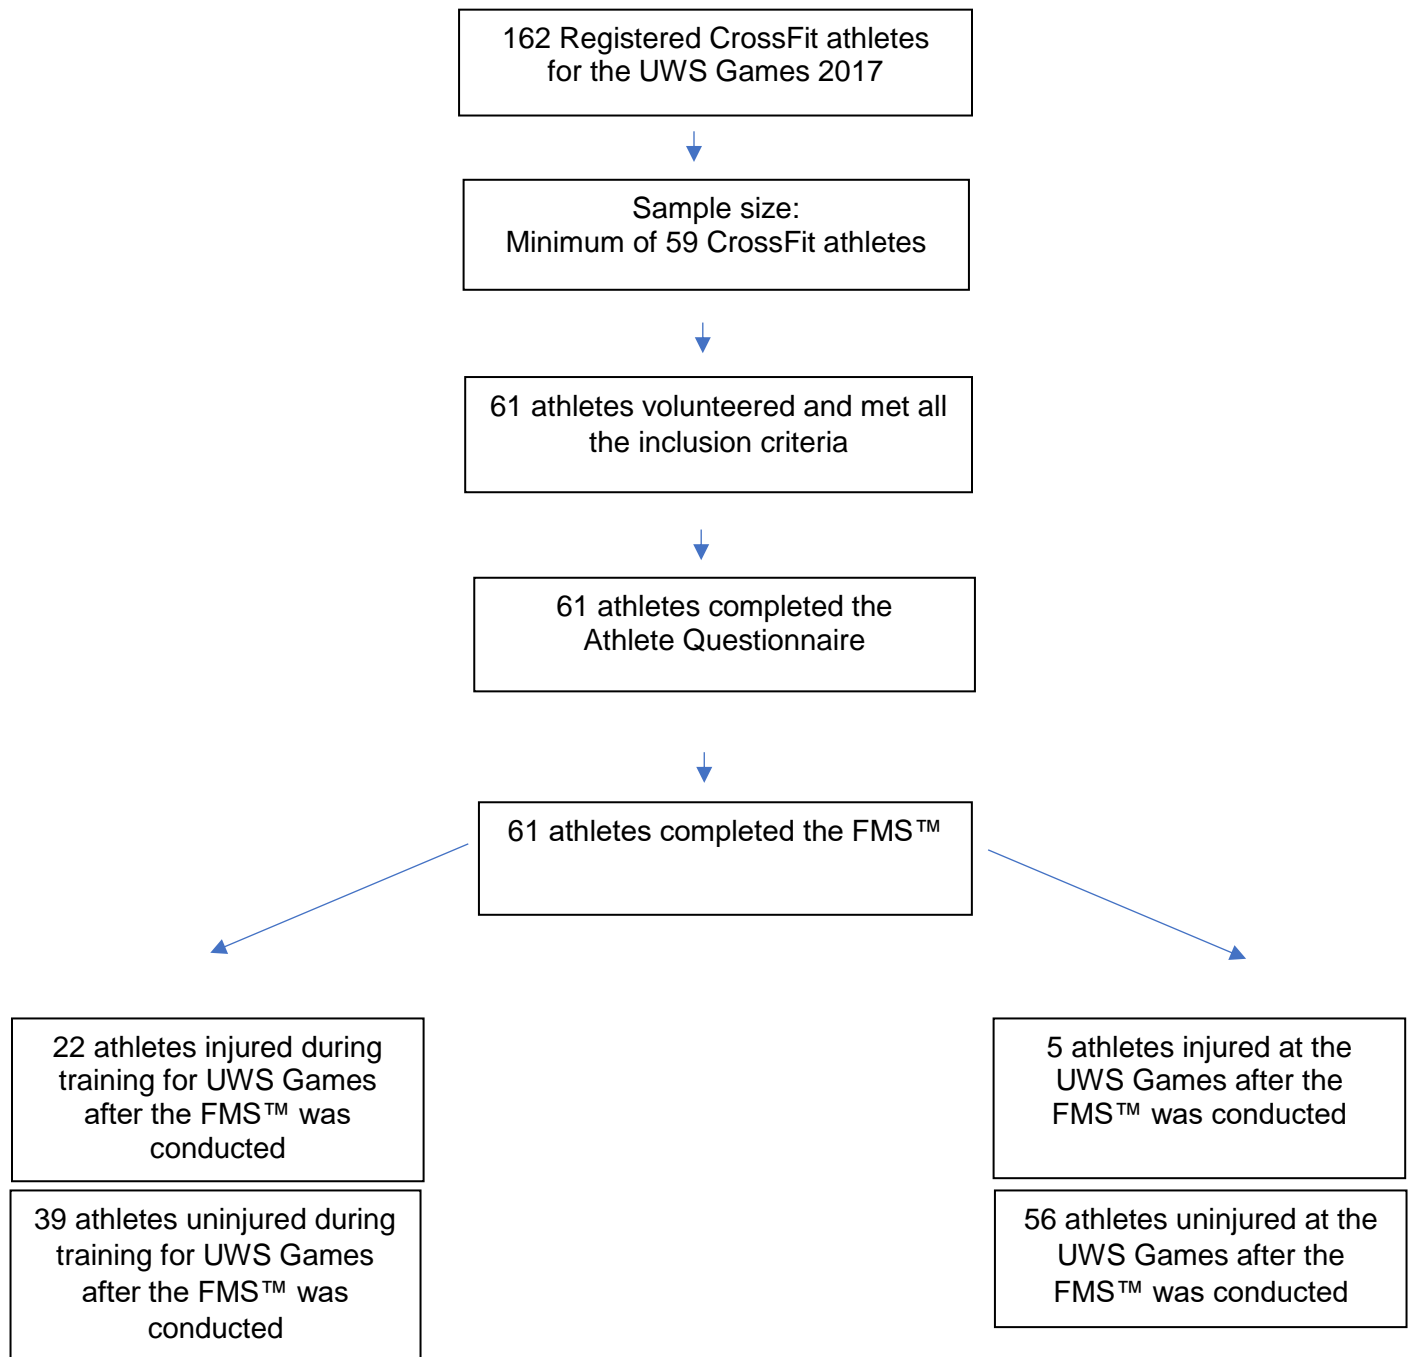 162 Registered CrossFit athletes
for the UWS Games 2017
Sample size:
Minimum of 59 CrossFit athletes
61 athletes volunteered and met all
the inclusion criteria
61 athletes completed the
Athlete Questionnaire
61 athletes completed the FMS™
22 athletes injured during
training for UWS Games
after the FMS™ was
conducted
39 athletes uninjured during
training for UWS Games
after the FMS™ was
conducted
5 athletes injured at the
UWS Games after the
FMS™ was conducted
56 athletes uninjured at the
UWS Games after the
FMS™ was conducted